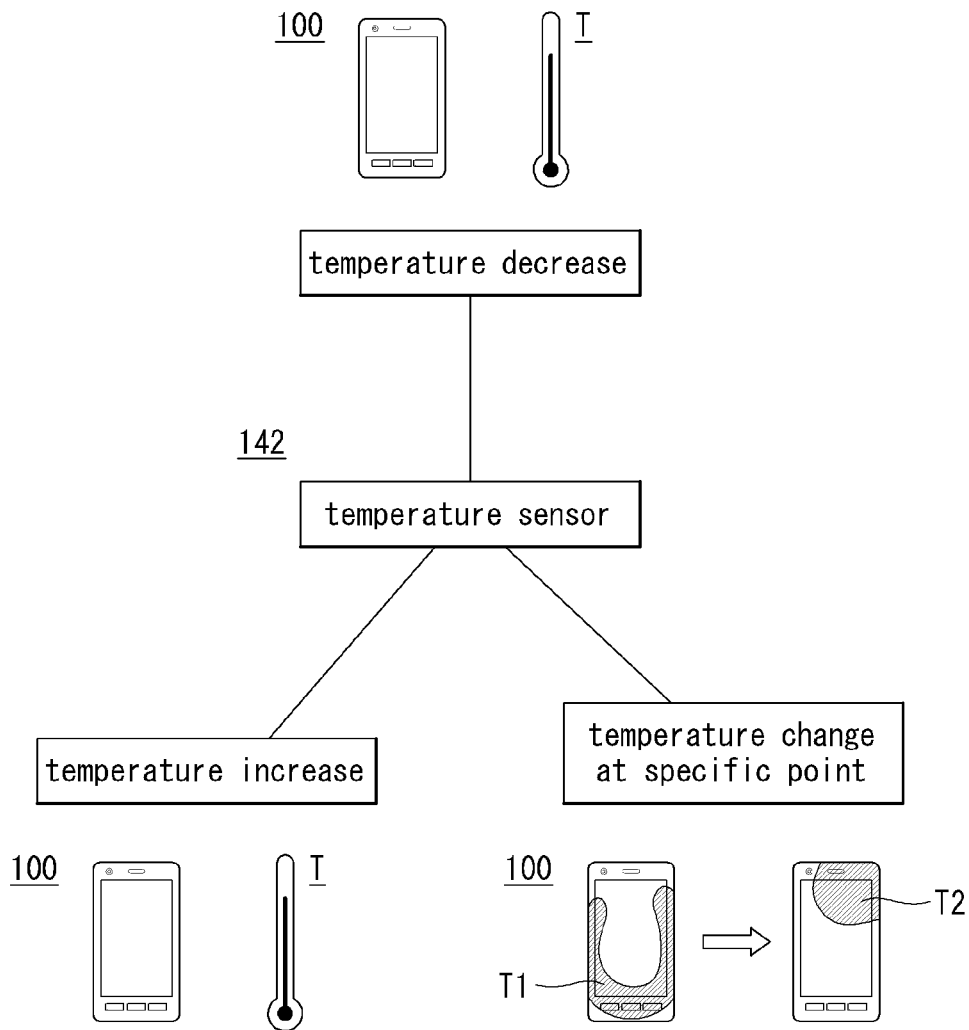 100
T
temperature decrease
142
temperature sensor
temperature increase
temperature change
at specific point
100
T
100
T1
T2